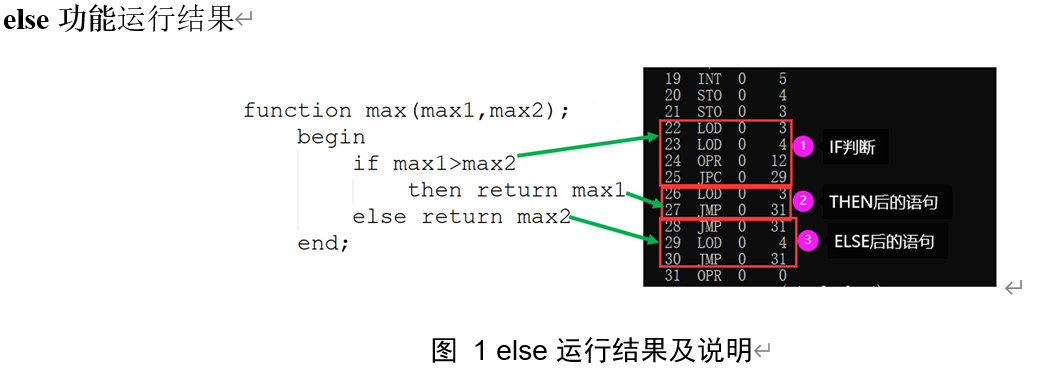 else 功能运行结果
function max(max1,max2);
begin
if max1>max2
then return max1
else return max2
end;
19 INT 0 5
20 STO 0 4
21 STO 0 3
22 LOD 0 3
23 LOD 0 4
24 OPR 0 12
25 JPC 0 29
26 LOD 0 3
27 JMP 0 31
28 JMP 0 31
29 LOD 0 4
30 JMP 0 31
31 OPR 0 0
1 IF判断
2 THEN后的语句
3 ELSE后的语句
图 1 else 运行结果及说明